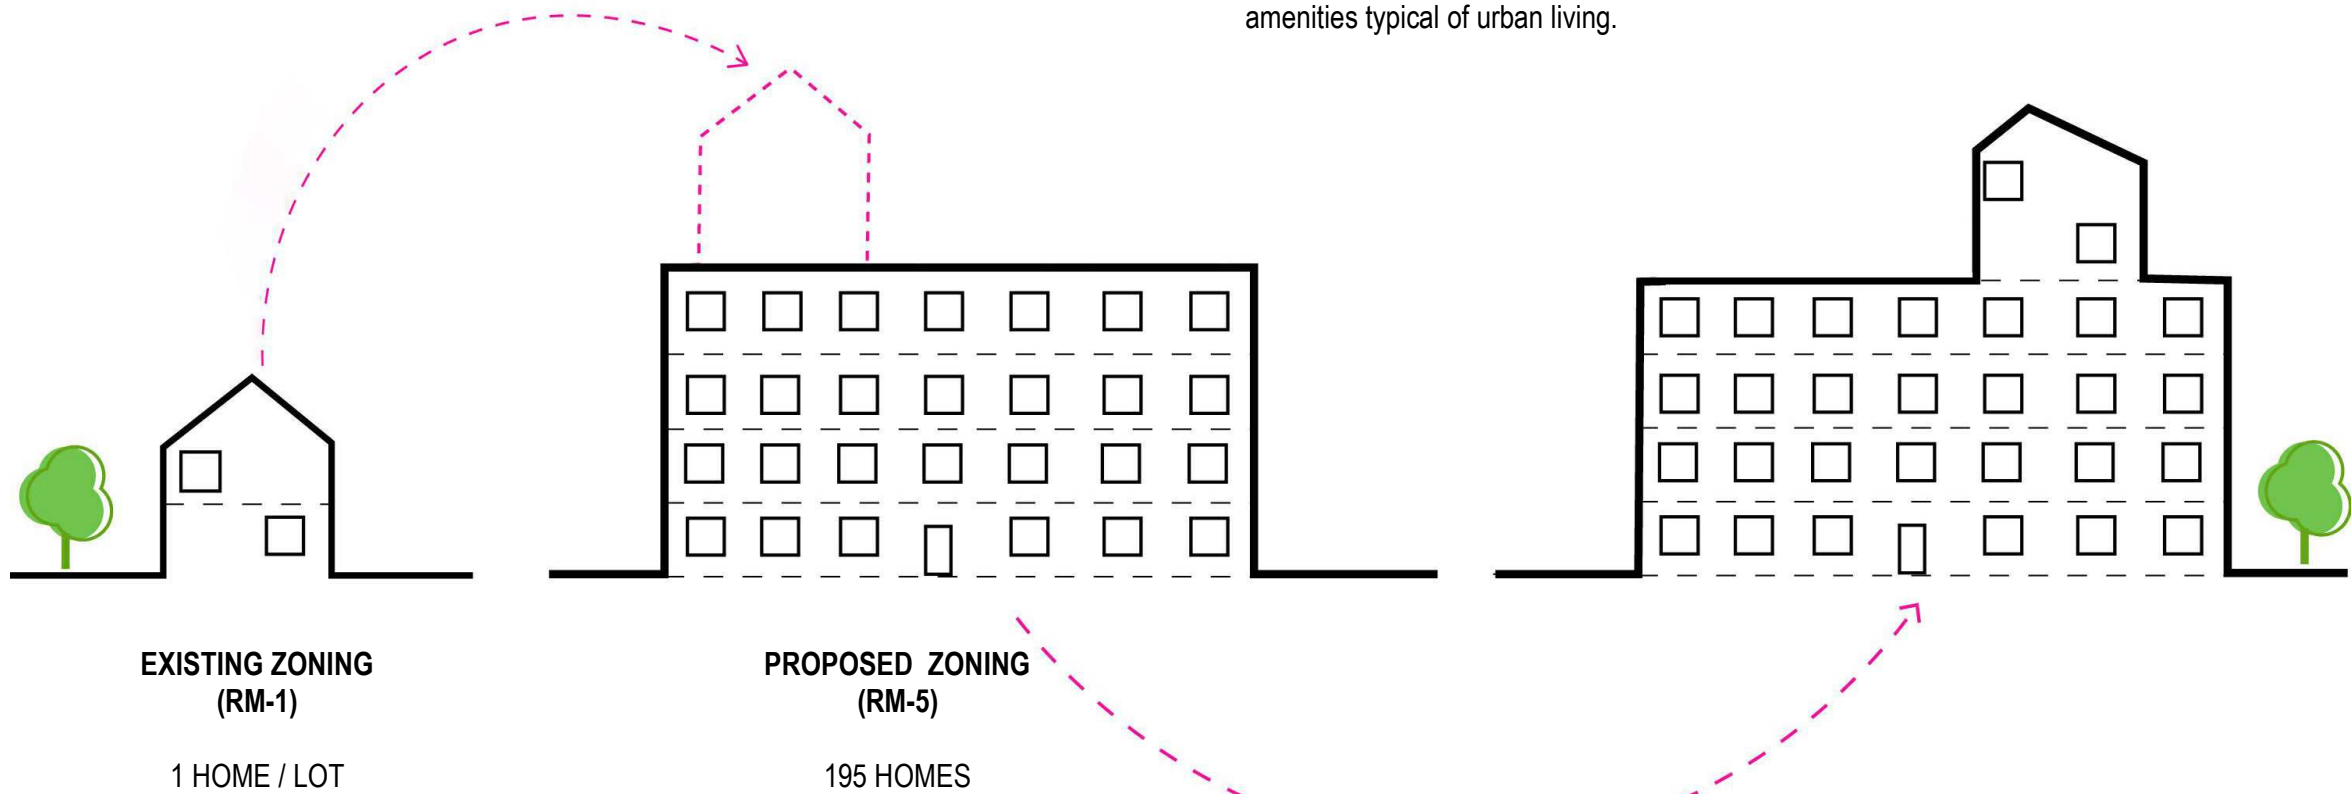 amenities typical of urban living.
EXISTING ZONING
(RM-1)
1 HOME / LOT
PROPOSED ZONING
(RM-5)
195 HOMES